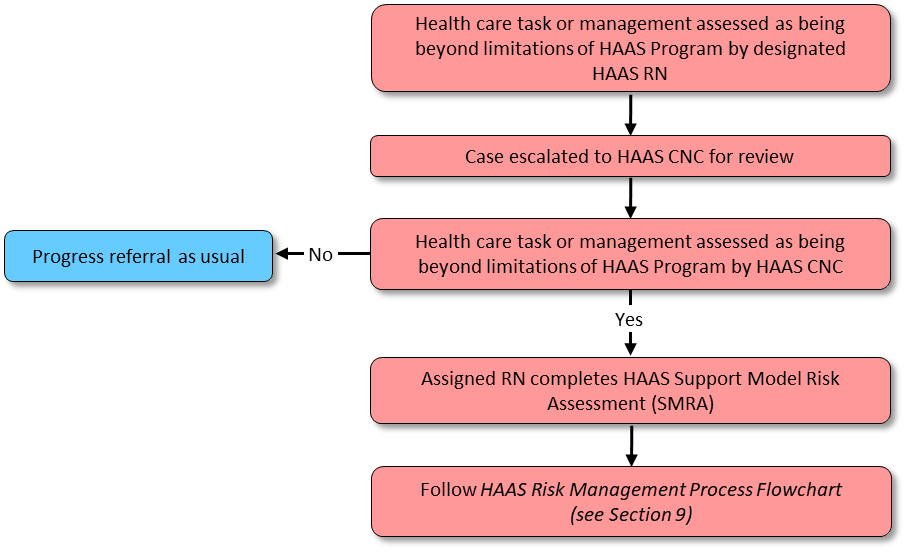 Health care task or management assessed as being
beyond limitations of HAAS Program by designated
HAAS RN
Case escalated to HAAS CNC for review
Health care task or management assessed as being
beyond limitations of HAAS Program by HAAS CNC
No
Progress referral as usual
Yes
Assigned RN completes HAAS Support Model Risk
Assessment (SMRA)
Follow HAAS Risk Management Process Flowchart
(see Section 9)